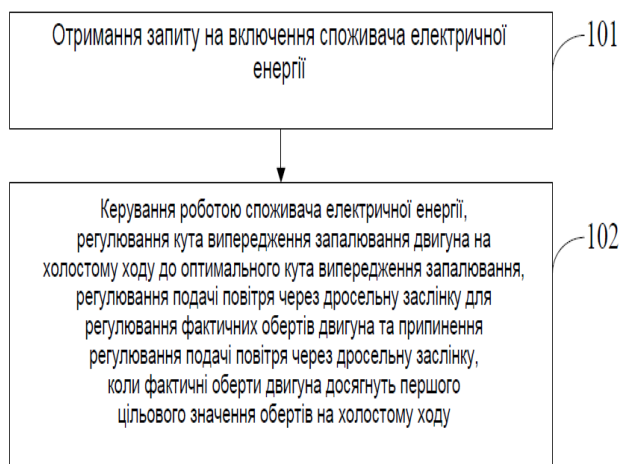 Отримання запиту на включення споживача електричної
енергії
101
Керування роботою споживача електричної енергії,
регулювання кута випередження запалювання двигуна на
холостому ходу до оптимального кута випередження запалювання,
регулювання подачі повітря через дросельну заслінку для
регулювання фактичних обертів двигуна та припинення
регулювання подачі повітря через дросельну заслінку,
коли фактичні оберти двигуна досягнуть першого
цільового значення обертів на холостому ходу
102